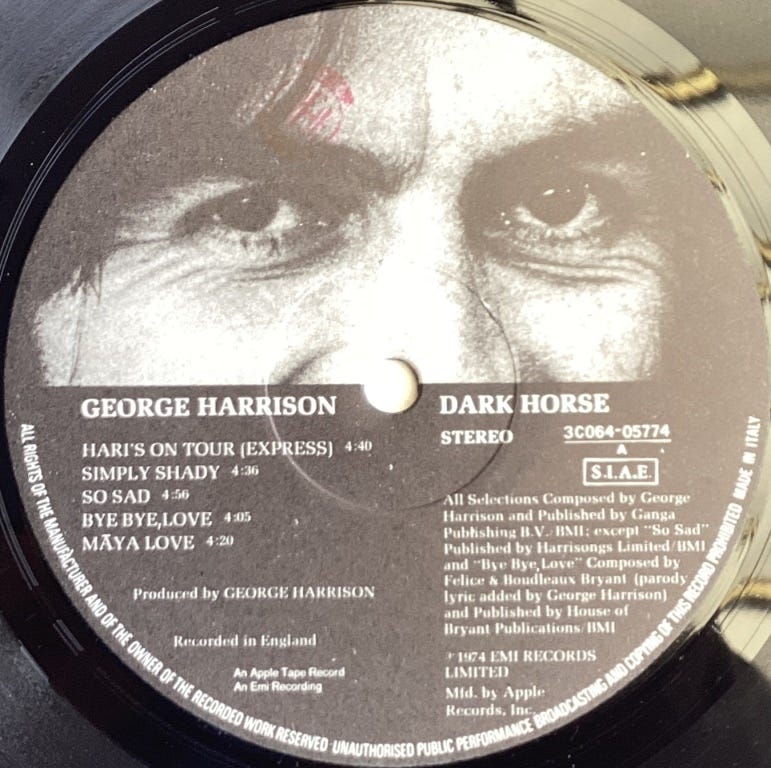 GEORGE HARRISON
HARI'S ON TOUR (EXPRESS) 4:40
SIMPLY SHADY 4:36
SO SAD 4:56
BYE BYE, LOVE 4:05
MĀYA LOVE 4:20
Produced by GEORGE HARRISON
Recorded in England
An Apple Tape Record
An Emi Recording
DARK HORSE
STEREO
3C064-05774
A
S.I.A.E.
All Selections Composed by George
Harrison and Published by Ganga
Publishing B.V./BMI; except "So Sad"
Published by Harrisongs Limited/BMI
and "Bye Bye, Love" Composed by
Felice & Boudleaux Bryant (parody
lyric added by George Harrison)
and Published by House of
Bryant Publications/BMI
℗ 1974 EMI RECORDS
LIMITED
Mfd. by Apple
Records, Inc.
ALL RIGHTS OF THE MANUFACTURER AND OF THE OWNER OF THE RECORDED WORK RESERVED UNAUTHORISED PUBLIC PERFORMANCE BROADCASTING AND COPYING OF THIS RECORD PROHIBITED MADE IN ITALY